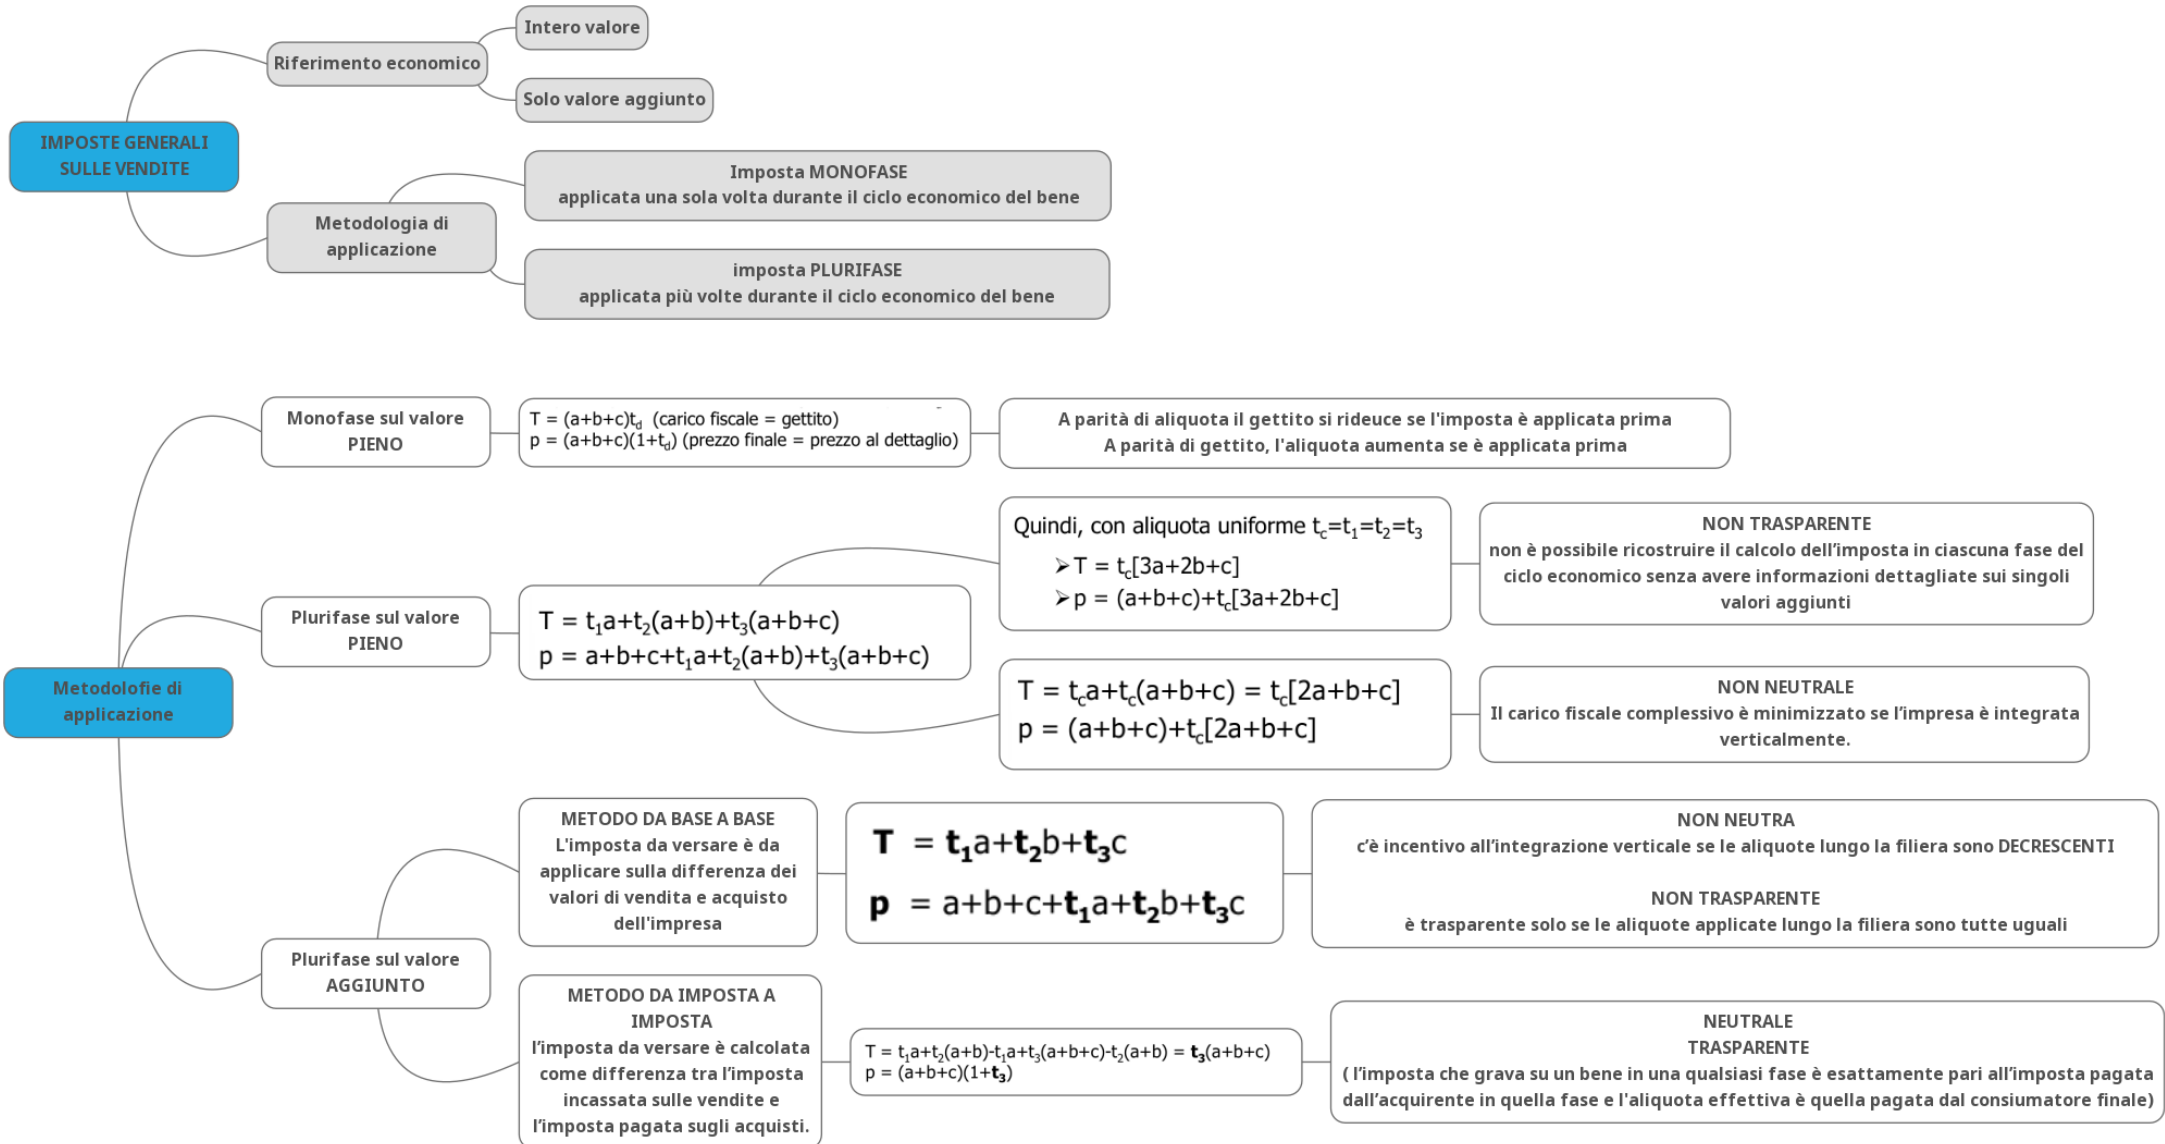 Intero valore
Riferimento economico
Solo valore aggiunto
IMPOSTE GENERALI
SULLE VENDITE
Imposta MONOFASE
applicata una sola volta durante il ciclo economico del bene
Metodologia di
applicazione
imposta PLURIFASE
applicata più volte durante il ciclo economico del bene
Monofase sul valore
PIENO
T = (a+b+c)t_d (carico fiscale = gettito)
p = (a+b+c)(1+t_d) (prezzo finale = prezzo al dettaglio)
A parità di aliquota il gettito si rideuce se l'imposta è applicata prima
A parità di gettito, l'aliquota aumenta se è applicata prima
Plurifase sul valore
PIENO
T = t₁a+t₂(a+b)+t₃(a+b+c)
p = a+b+c+t₁a+t₂(a+b)+t₃(a+b+c)
Quindi, con aliquota uniforme t_c=t₁=t₂=t₃
➢T = t_c[3a+2b+c]
➢p = (a+b+c)+t_c[3a+2b+c]
NON TRASPARENTE
non è possibile ricostruire il calcolo dell’imposta in ciascuna fase del
ciclo economico senza avere informazioni dettagliate sui singoli
valori aggiunti
T = t_ca+t_c(a+b+c) = t_c[2a+b+c]
p = (a+b+c)+t_c[2a+b+c]
NON NEUTRALE
Il carico fiscale complessivo è minimizzato se l’impresa è integrata
verticalmente.
Metodolofie di
applicazione
Plurifase sul valore
AGGIUNTO
METODO DA BASE A BASE
L'imposta da versare è da
applicare sulla differenza dei
valori di vendita e acquisto
dell'impresa
T = t₁a+t₂b+t₃c
p = a+b+c+t₁a+t₂b+t₃c
NON NEUTRA
c’è incentivo all’integrazione verticale se le aliquote lungo la filiera sono DECRESCENTI
NON TRASPARENTE
è trasparente solo se le aliquote applicate lungo la filiera sono tutte uguali
METODO DA IMPOSTA A
IMPOSTA
l’imposta da versare è calcolata
come differenza tra l’imposta
incassata sulle vendite e
l’imposta pagata sugli acquisti.
T = t₁a+t₂(a+b)-t₁a+t₃(a+b+c)-t₂(a+b) = t₃(a+b+c)
p = (a+b+c)(1+t₃)
NEUTRALE
TRASPARENTE
( l’imposta che grava su un bene in una qualsiasi fase è esattamente pari all’imposta pagata
dall’acquirente in quella fase e l'aliquota effettiva è quella pagata dal consiumatore finale)